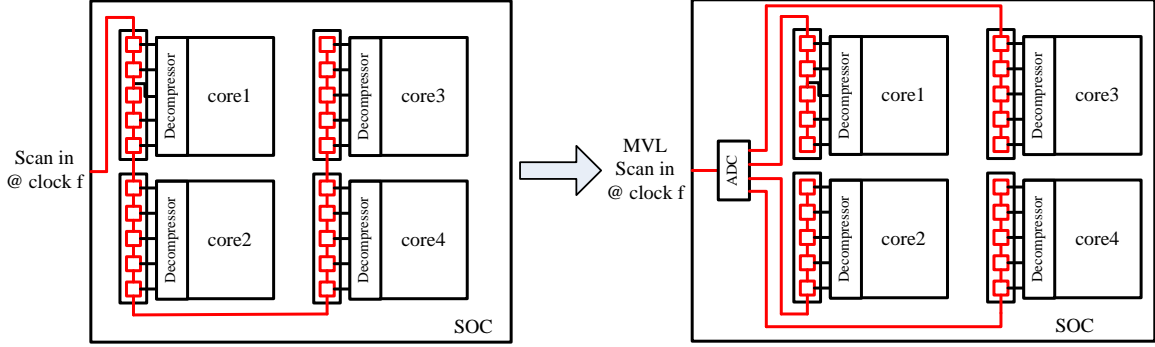 Scan in
@ clock f
Decompressor
core1
Decompressor
core3
Decompressor
core2
Decompressor
core4
SOC
MVL
Scan in
@ clock f
ADC
Decompressor
core1
Decompressor
core3
Decompressor
core2
Decompressor
core4
SOC